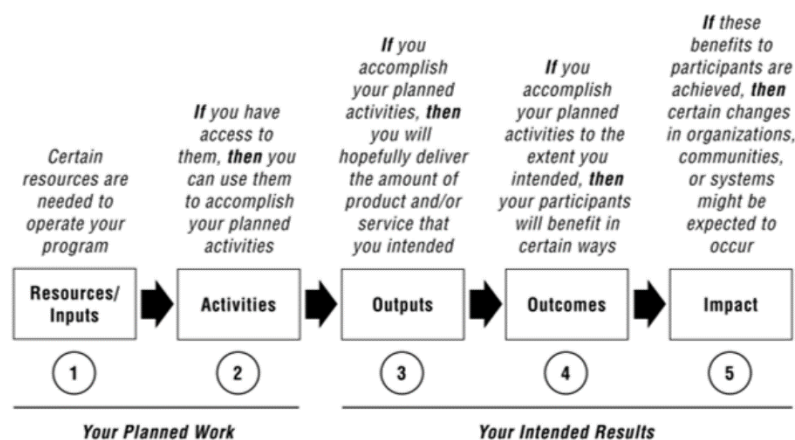 Certain
resources are
needed to
operate your
program
If you have
access to
them, then you
can use them
to accomplish
your planned
activities
If you
accomplish
your planned
activities, then
you will
hopefully deliver
the amount of
product and/or
service that
you intended
If you
accomplish
your planned
activities to the
extent you
intended, then
your participants
will benefit in
certain ways
If these
benefits to
participants are
achieved, then
certain changes
in organizations,
communities,
or systems
might be
expected to
occur
Resources/
Inputs
Activities
Outputs
Outcomes
Impact
1
2
3
4
5
Your Planned Work
Your Intended Results